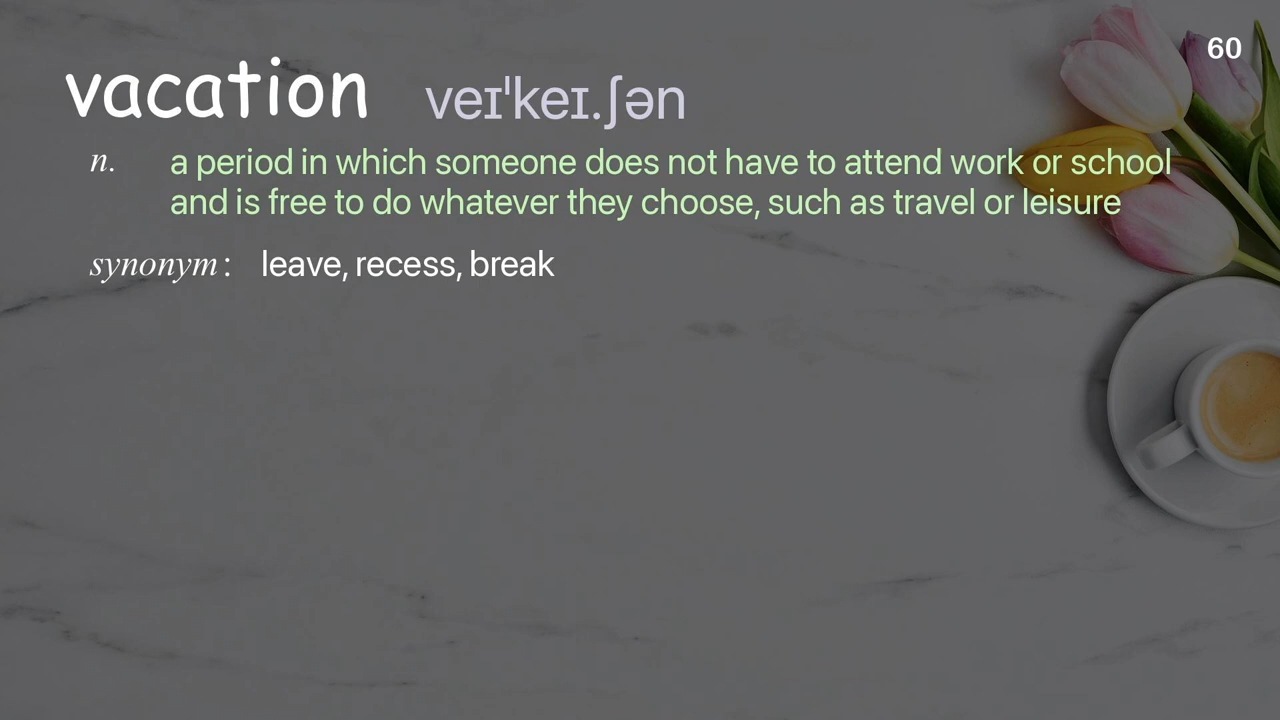 60
vacation veɪˈkeɪ.ʃən
n. a period in which someone does not have to attend work or school
and is free to do whatever they choose, such as travel or leisure
synonym : leave, recess, break